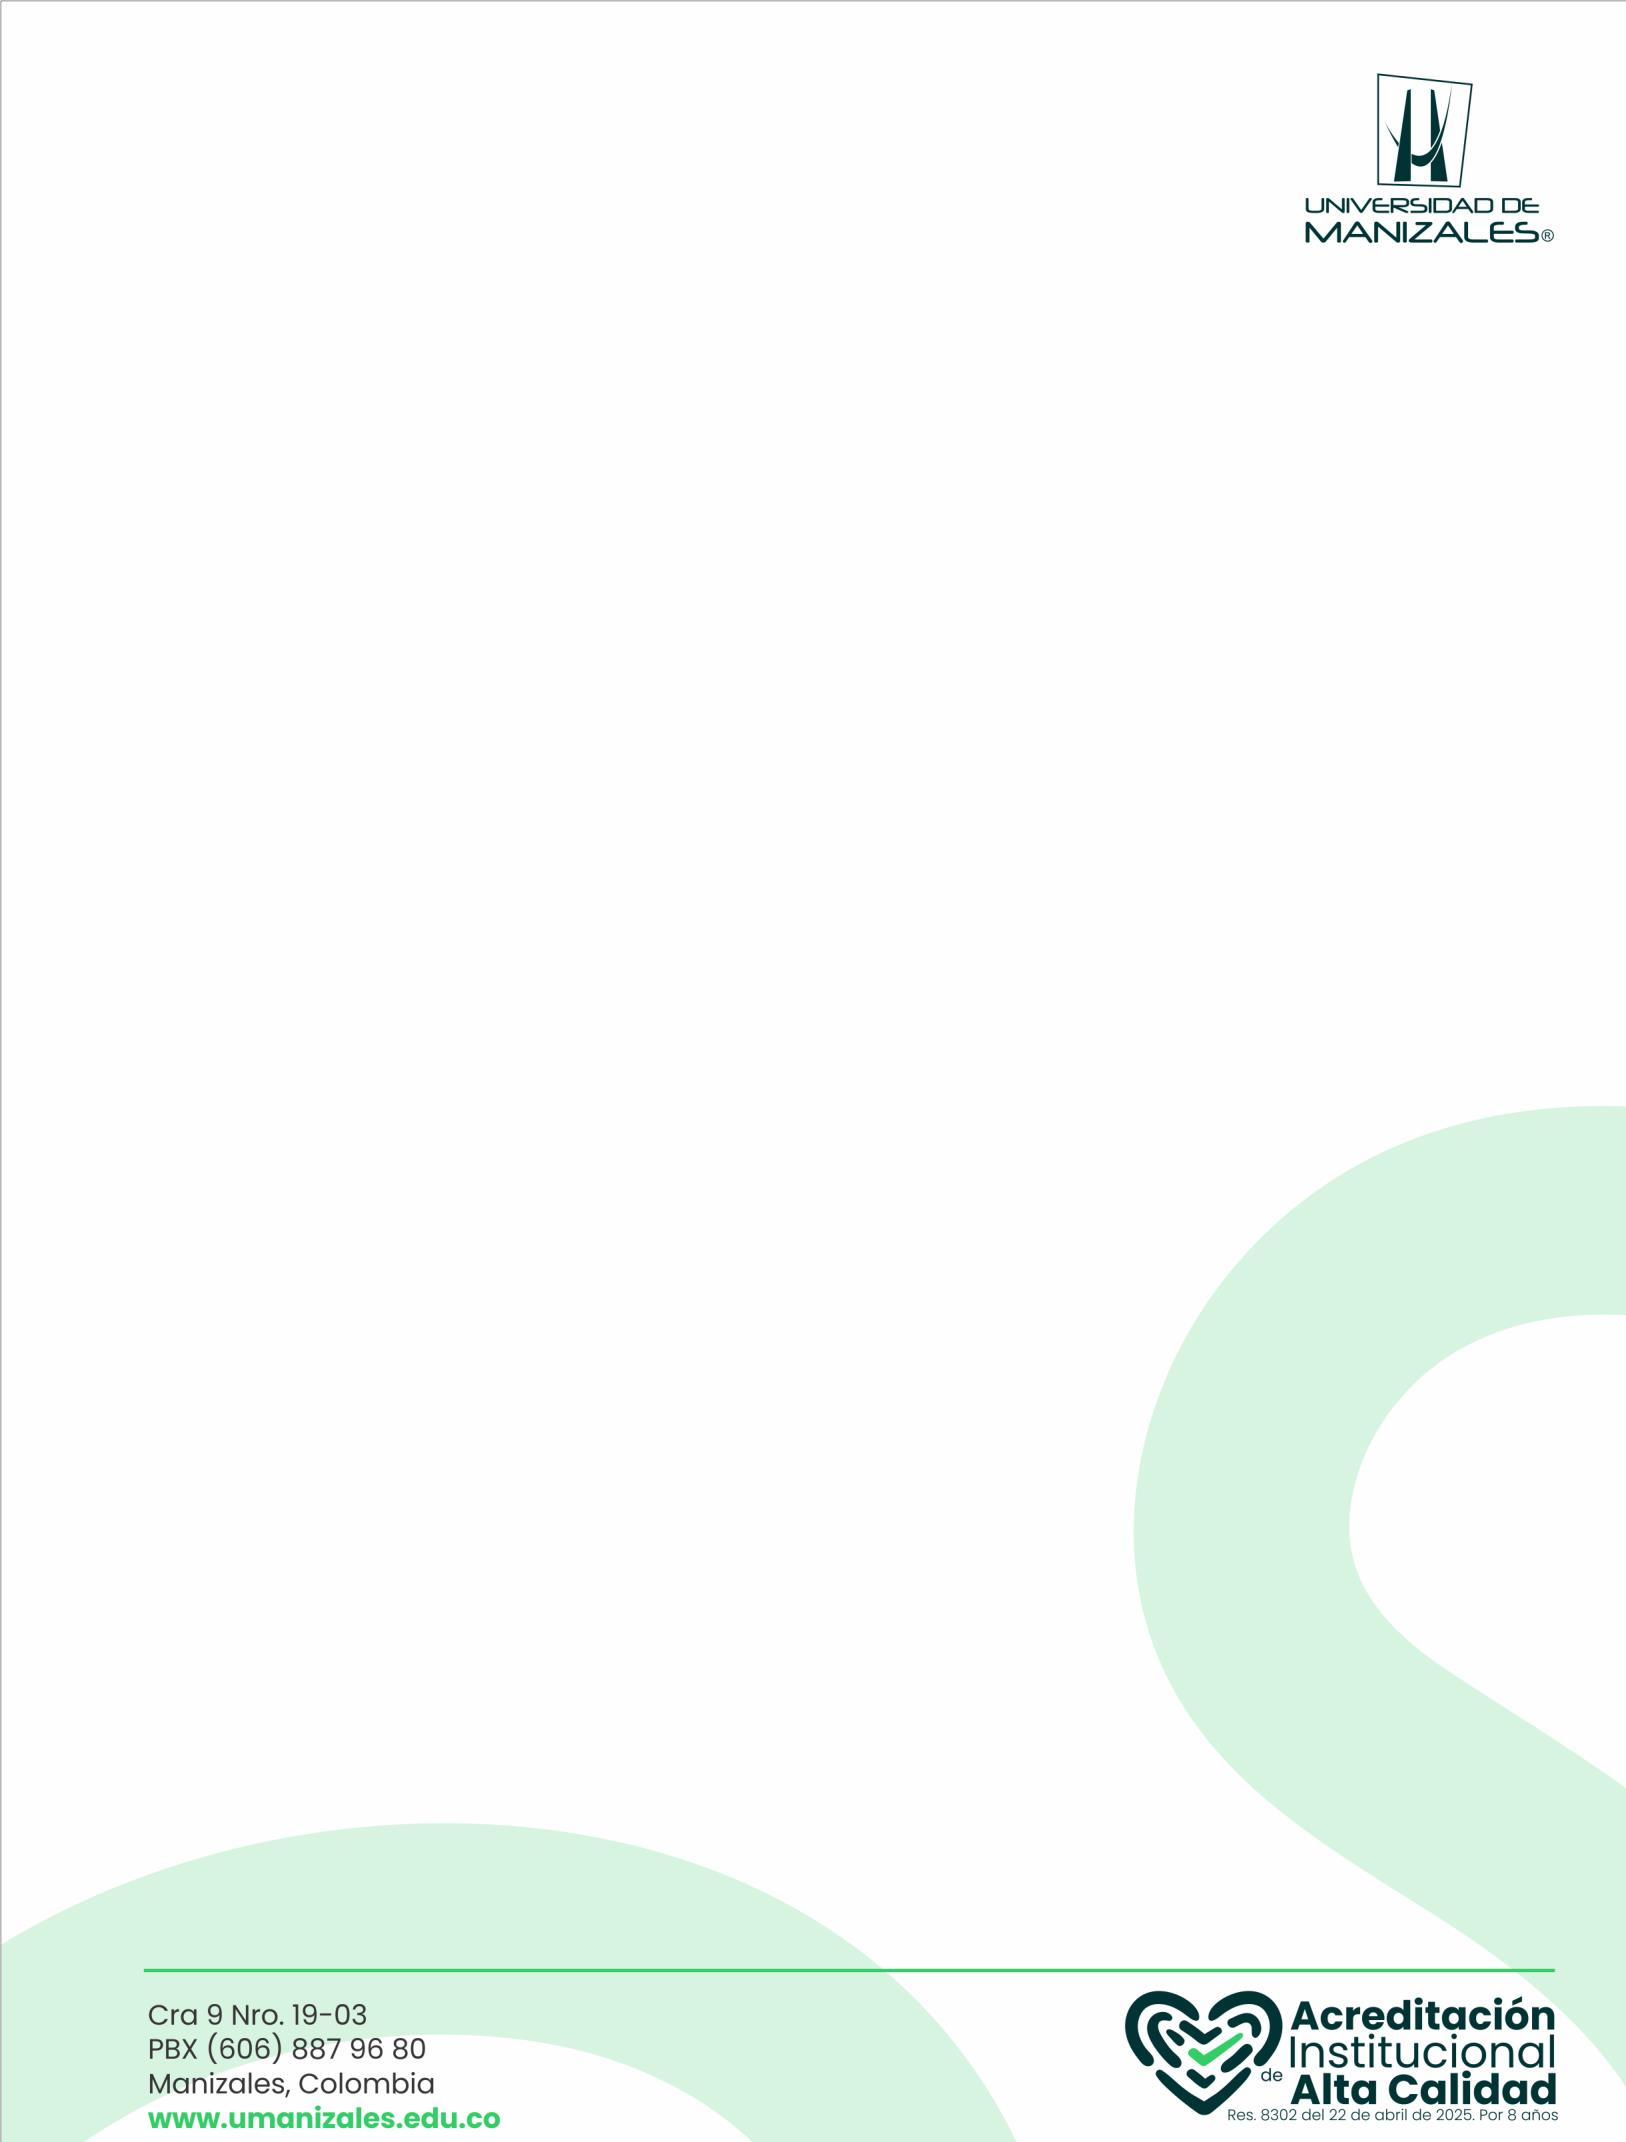 UNIVERSIDAD DE
MANIZALES®
Cra 9 Nro. 19-03
PBX (606) 887 96 80
Manizales, Colombia
www.umanizales.edu.co
Acreditación
Institucional
de Alta Calidad
Res. 8302 del 22 de abril de 2025. Por 8 años